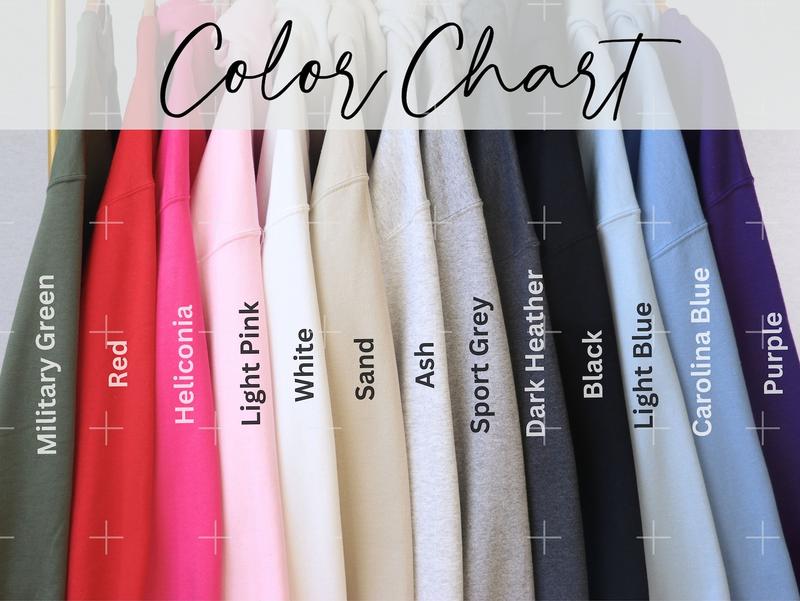 Color Chart
Military Green
Red
Heliconia
Light Pink
White
Sand
Ash
Sport Grey
Dark Heather
Black
Light Blue
Carolina Blue
Purple